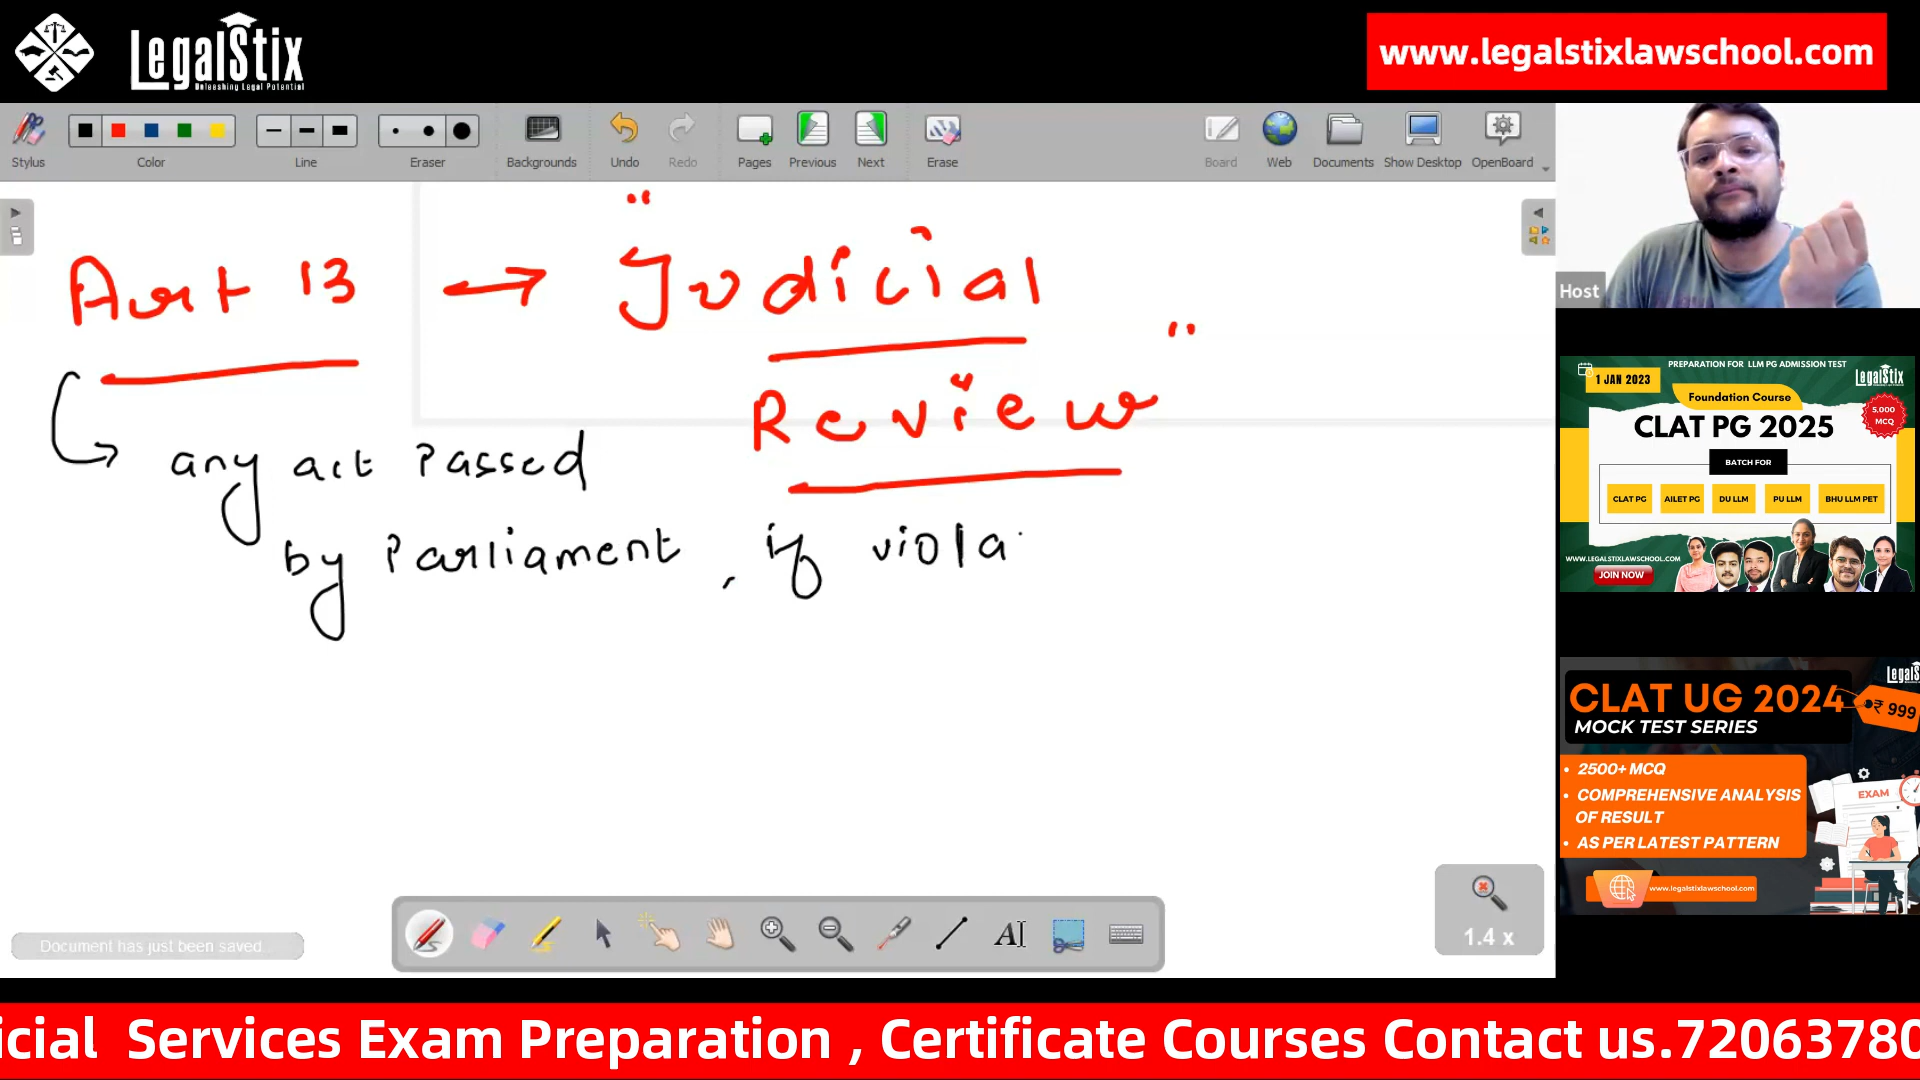 LegalStix
Unleashing Legal Potential
www.legalstixlawschool.com
Stylus
Color
Line
Eraser
Backgrounds
Undo
Redo
Pages
Previous
Next
Erase
Board
Web
Documents
Show Desktop
OpenBoard
Art 13 → "Judicial
Review"
any act passed
by Parliament, if viola
Document has just been saved
1.4 x
Host
1 JAN 2023
PREPARATION FOR LLM PG ADMISSION TEST
LegalStix
Foundation Course
CLAT PG 2025
5,000
MCQ
BATCH FOR
CLAT PG
AILET PG
DU LLM
PU LLM
BHU LLM PET
WWW.LEGALSTIXLAWSCHOOL.COM
JOIN NOW
CLAT UG 2024
₹ 999
MOCK TEST SERIES
• 2500+ MCQ
• COMPREHENSIVE ANALYSIS
OF RESULT
• AS PER LATEST PATTERN
EXAM
www.legalstixlawschool.com
icial Services Exam Preparation , Certificate Courses Contact us.72063780